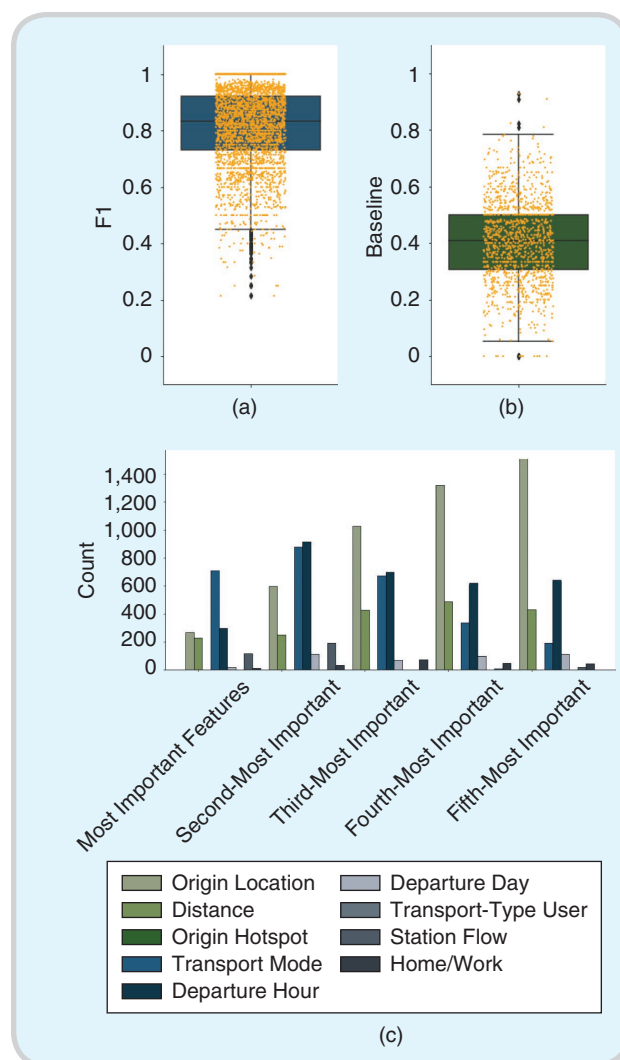 1
0.8
0.6
0.4
0.2
0
F1
(a)
1
0.8
0.6
0.4
0.2
0
Baseline
(b)
1,400
1,200
1,000
800
600
400
200
0
Count
Most Important Features
Second-Most Important
Third-Most Important
Fourth-Most Important
Fifth-Most Important
Origin Location
Distance
Origin Hotspot
Transport Mode
Departure Hour
Departure Day
Transport-Type User
Station Flow
Home/Work
(c)